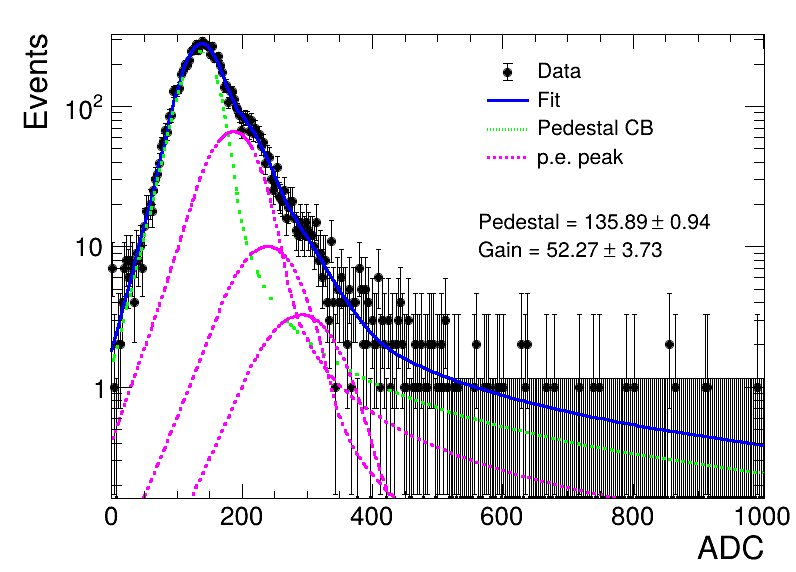 Events
Data
Fit
Pedestal CB
p.e. peak
Pedestal = 135.89 ± 0.94
Gain = 52.27 ± 3.73
10²
10
1
0 200 400 600 800 1000
ADC